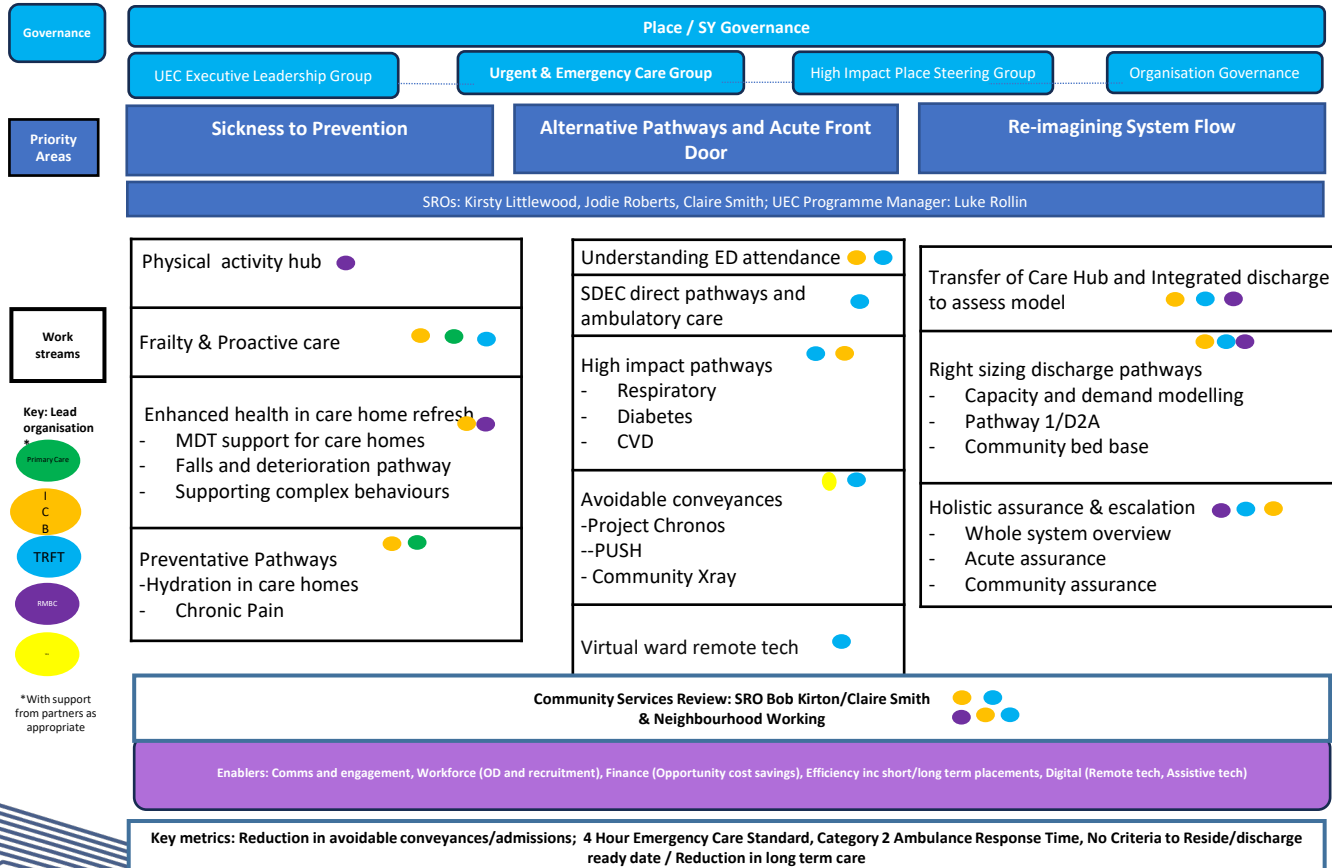 Governance
Place / SY Governance
UEC Executive Leadership Group
Urgent & Emergency Care Group
High Impact Place Steering Group
Organisation Governance
Priority
Areas
Sickness to Prevention
Alternative Pathways and Acute Front
Door
Re-imagining System Flow
SROs: Kirsty Littlewood, Jodie Roberts, Claire Smith; UEC Programme Manager: Luke Rollin
Work
streams
Key: Lead
organisation
*
Primary Care
I
C
B
TRFT
RMBC
*With support
from partners as
appropriate
Physical activity hub
Frailty & Proactive care
Enhanced health in care home refresh
- MDT support for care homes
- Falls and deterioration pathway
- Supporting complex behaviours
Preventative Pathways
-Hydration in care homes
- Chronic Pain
Understanding ED attendance
SDEC direct pathways and
ambulatory care
High impact pathways
- Respiratory
- Diabetes
- CVD
Avoidable conveyances
-Project Chronos
--PUSH
- Community Xray
Virtual ward remote tech
Transfer of Care Hub and Integrated discharge
to assess model
Right sizing discharge pathways
- Capacity and demand modelling
- Pathway 1/D2A
- Community bed base
Holistic assurance & escalation
- Whole system overview
- Acute assurance
- Community assurance
Community Services Review: SRO Bob Kirton/Claire Smith
& Neighbourhood Working
Enablers: Comms and engagement, Workforce (OD and recruitment), Finance (Opportunity cost savings), Efficiency inc short/long term placements, Digital (Remote tech, Assistive tech)
Key metrics: Reduction in avoidable conveyances/admissions; 4 Hour Emergency Care Standard, Category 2 Ambulance Response Time, No Criteria to Reside/discharge
ready date / Reduction in long term care